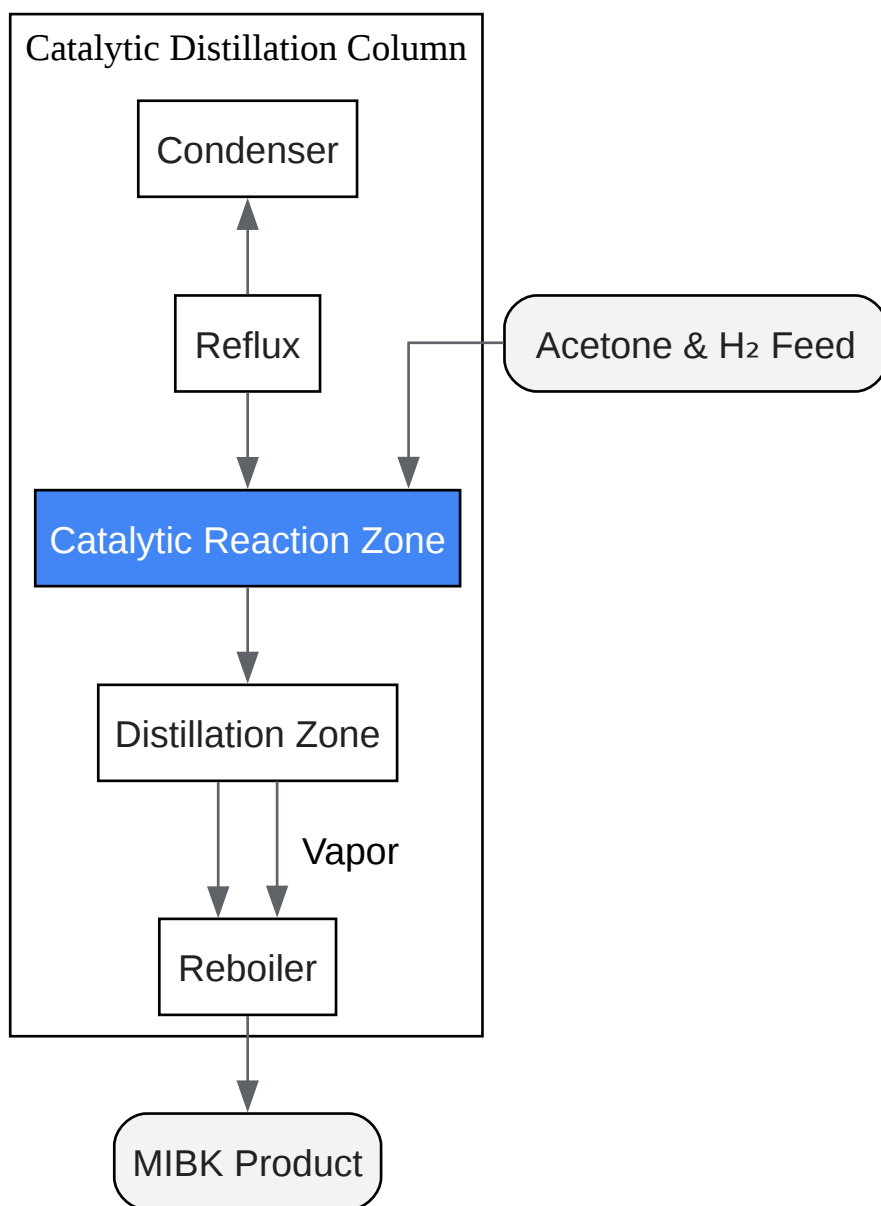 Catalytic Distillation Column
Condenser
Reflux
Acetone & H₂ Feed
Catalytic Reaction Zone
Distillation Zone
Vapor
Reboiler
MIBK Product